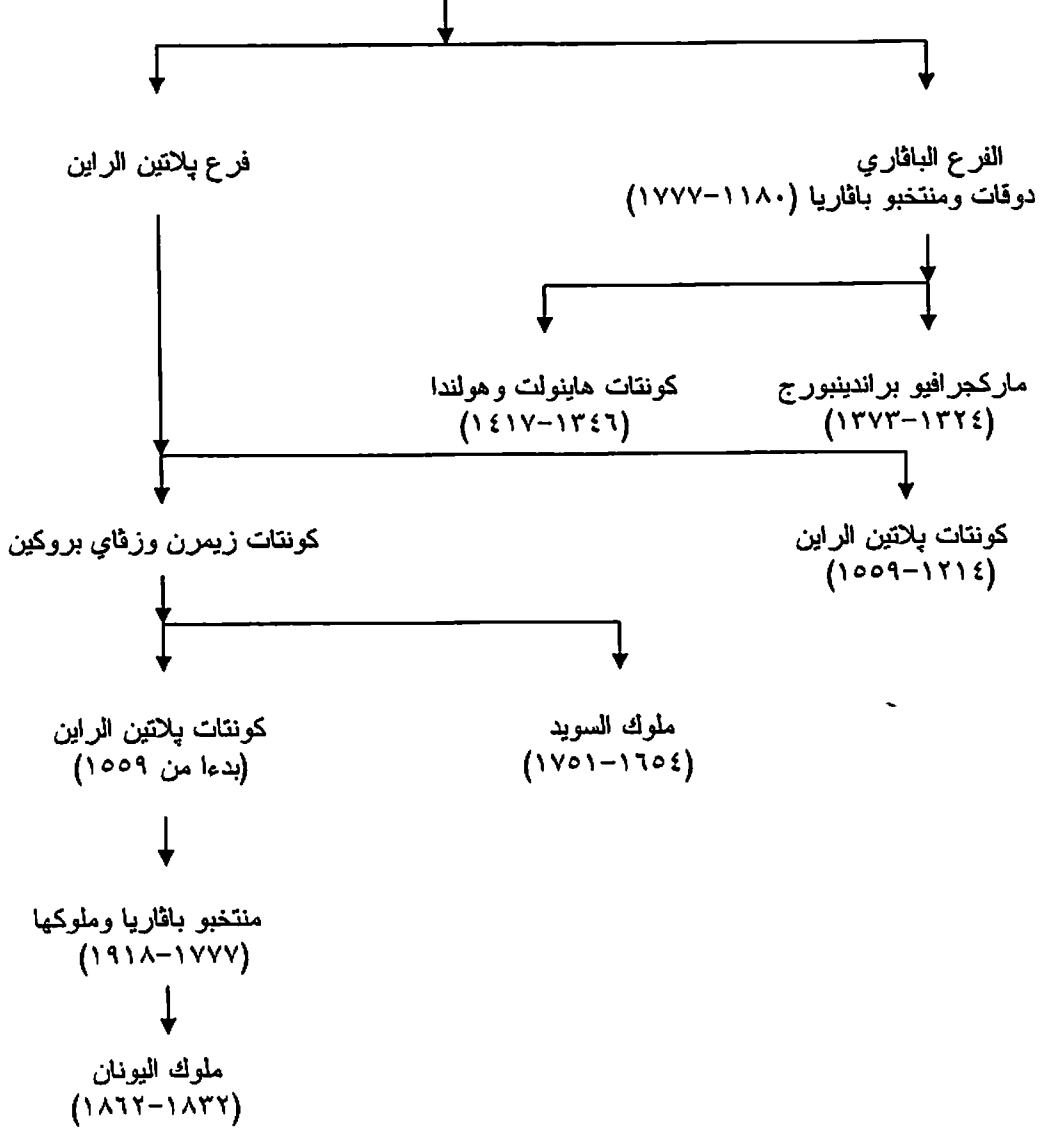 الفرع الباڤاري
دوقات ومنتخبو باڤاريا (١١٨٠-١٧٧٧)
فرع پلاتين الراين
ماركجرافيو براندينبورج
(١٣٢٤-١٣٧٣)
كونتات هاينولت وهولندا
(١٣٤٦-١٤١٧)
كونتات پلاتين الراين
(١٢١٤-١٥٥٩)
كونتات زيمرن وزڤاي بروكين
ملوك السويد
(١٦٥٤-١٧٥١)
كونتات پلاتين الراين
(بدءا من ١٥٥٩)
منتخبو باڤاريا وملوكها
(١٧٧٧-١٩١٨)
ملوك اليونان
(١٨٣٢-١٨٦٢)